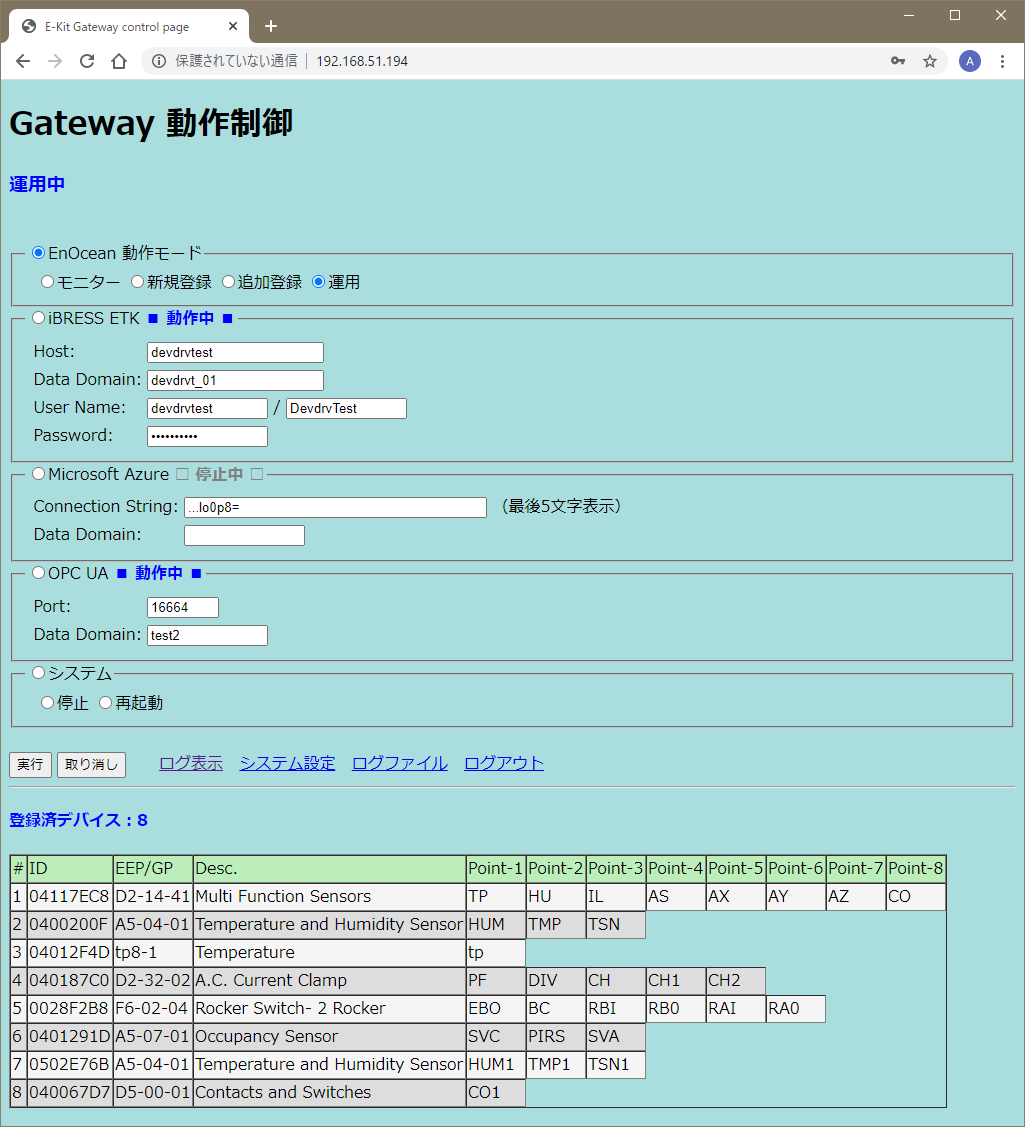 E-Kit Gateway control page
保護されていない通信 192.168.51.194 A
Gateway 動作制御
運用中
EnOcean 動作モード
モニター 新規登録 追加登録 運用
iBRESS ETK ■ 動作中 ■
Host: devdrvtest
Data Domain: devdrvt_01
User Name: devdrvtest / DevdrvTest
Password: ••••••••••
Microsoft Azure □ 停止中 □
Connection String: ...lo0p8= （最後5文字表示）
Data Domain:
OPC UA ■ 動作中 ■
Port: 16664
Data Domain: test2
システム
停止 再起動
実行 取り消し ログ表示 システム設定 ログファイル ログアウト
登録済デバイス : 8
# ID EEP/GP Desc. Point-1 Point-2 Point-3 Point-4 Point-5 Point-6 Point-7 Point-8
1 04117EC8 D2-14-41 Multi Function Sensors TP HU IL AS AX AY AZ CO
2 0400200F A5-04-01 Temperature and Humidity Sensor HUM TMP TSN
3 04012F4D tp8-1 Temperature tp
4 040187C0 D2-32-02 A.C. Current Clamp PF DIV CH CH1 CH2
5 0028F2B8 F6-02-04 Rocker Switch- 2 Rocker EBO BC RBI RB0 RAI RA0
6 0401291D A5-07-01 Occupancy Sensor SVC PIRS SVA
7 0502E76B A5-04-01 Temperature and Humidity Sensor HUM1 TMP1 TSN1
8 040067D7 D5-00-01 Contacts and Switches CO1